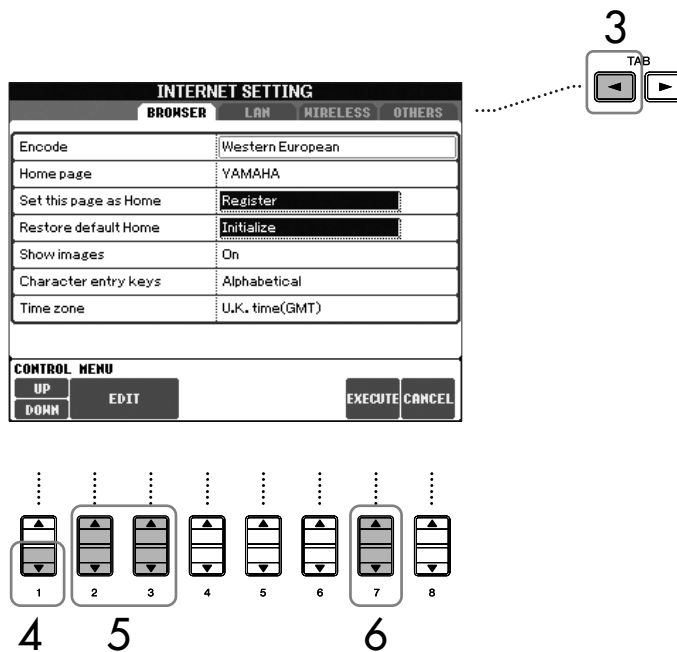 3
TAB
INTERNET SETTING
BROWSER LAN WIRELESS OTHERS
Encode Western European
Home page YAMAHA
Set this page as Home Register
Restore default Home Initialize
Show images On
Character entry keys Alphabetical
Time zone U.K. time(GMT)
CONTROL MENU
UP
DOWN
EDIT
EXECUTE CANCEL
1 2 3 4 5 6 7 8
4 5 6